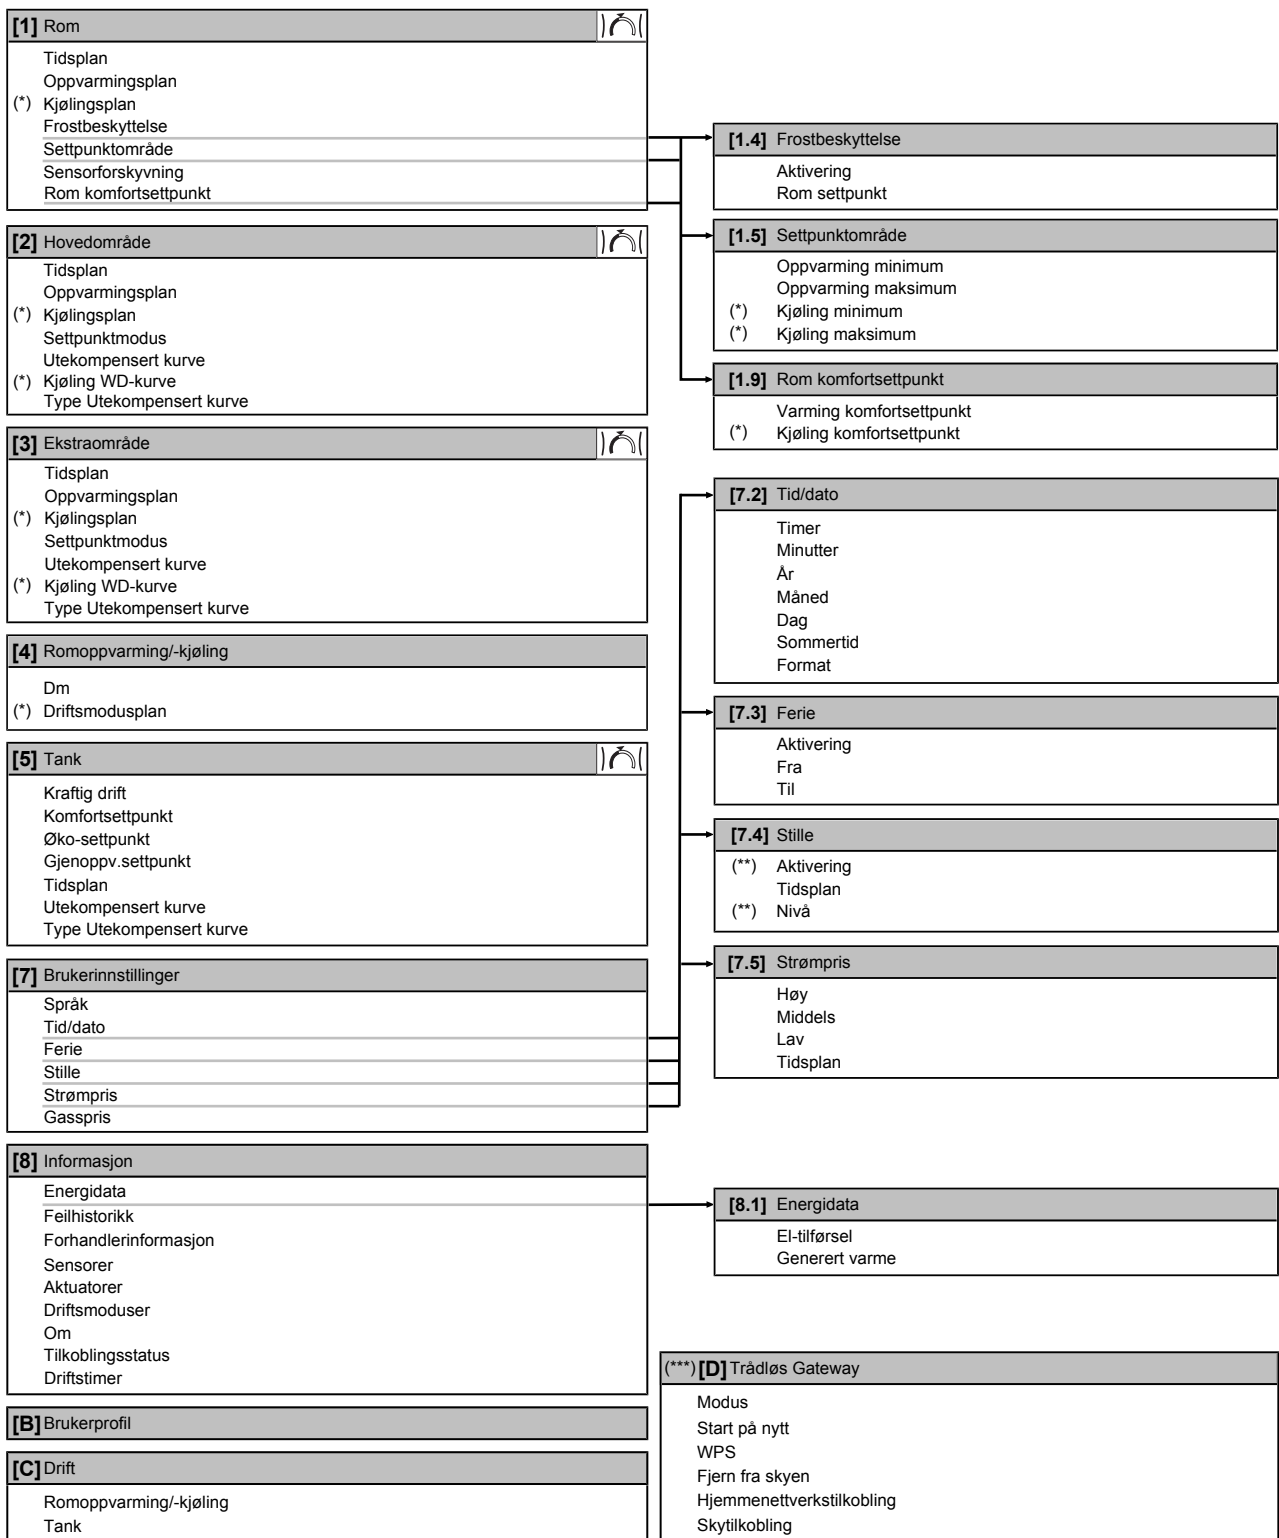 [1] Rom
Tidsplan
Oppvarmingsplan
(*) Kjølingsplan
Frostbeskyttelse
Settpunktområde
Sensorforskyvning
Rom komfortsettpunkt
[2] Hovedområde
Tidsplan
Oppvarmingsplan
(*) Kjølingsplan
Settpunktmodus
Utekompensert kurve
(*) Kjøling WD-kurve
Type Utekompensert kurve
[3] Ekstraområde
Tidsplan
Oppvarmingsplan
(*) Kjølingsplan
Settpunktmodus
Utekompensert kurve
(*) Kjøling WD-kurve
Type Utekompensert kurve
[4] Romoppvarming/-kjøling
Dm
(*) Driftsmodusplan
[5] Tank
Kraftig drift
Komfortsettpunkt
Øko-settpunkt
Gjenoppv.settpunkt
Tidsplan
Utekompensert kurve
Type Utekompensert kurve
[7] Brukerinnstillinger
Språk
Tid/dato
Ferie
Stille
Strømpris
Gasspris
[8] Informasjon
Energidata
Feilhistorikk
Forhandlerinformasjon
Sensorer
Aktuatorer
Driftsmoduser
Om
Tilkoblingsstatus
Driftstimer
[B] Brukerprofil
[C] Drift
Romoppvarming/-kjøling
Tank
[1.4] Frostbeskyttelse
Aktivering
Rom settpunkt
[1.5] Settpunktområde
Oppvarming minimum
Oppvarming maksimum
(*) Kjøling minimum
(*) Kjøling maksimum
[1.9] Rom komfortsettpunkt
Varming komfortsettpunkt
(*) Kjøling komfortsettpunkt
[7.2] Tid/dato
Timer
Minutter
År
Måned
Dag
Sommertid
Format
[7.3] Ferie
Aktivering
Fra
Til
[7.4] Stille
(**) Aktivering
Tidsplan
(**) Nivå
[7.5] Strømpris
Høy
Middels
Lav
Tidsplan
[8.1] Energidata
El-tilførsel
Generert varme
(***) [D] Trådløs Gateway
Modus
Start på nytt
WPS
Fjern fra skyen
Hjemmenettverkstilkobling
Skytilkobling